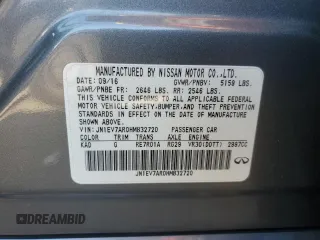 MANUFACTURED BY NISSAN MOTOR CO.,LTD.
DATE: 09/16 GVWR/PNBV: 5159 LBS.
GAWR/PNBE FR: 2646 LBS. RR: 2546 LBS.
THIS VEHICLE CONFORMS TO ALL APPLICABLE
FEDERAL MOTOR VEHICLE SAFETY,BUMPER,
AND THEFT PREVENTION STANDARDS
IN EFFECT ON THE DATE OF
MANUFACTURE SHOWN ABOVE.
VIN: JN1EV7AR0HM832720 PASSENGER CAR
COLOR TRIM TRANS AXLE ENGINE
KAD G RE7R01A RG29 VR30(DDTT) 2997CC
JN1EV7AR0HM832720
DREAMBID